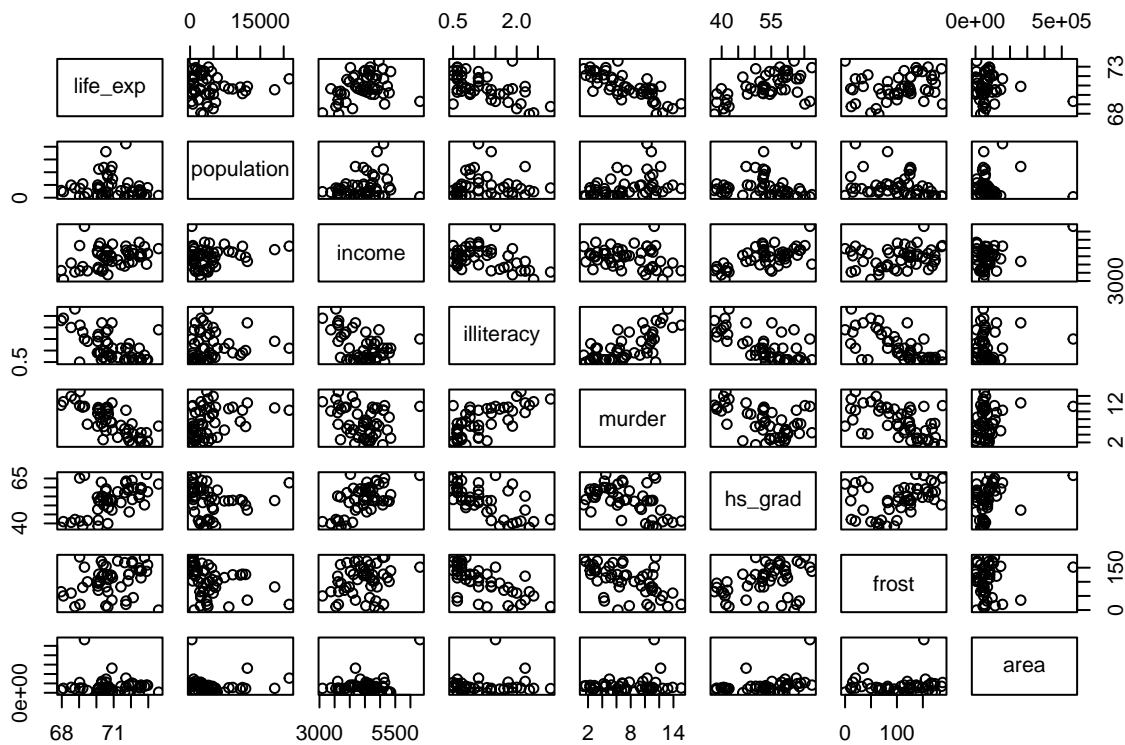 0 15000 0.5 2.0 40 55 0e+00 5e+05
life_exp
68 73
population
0
income
3000
illiteracy
0.5
murder
2 12
hs_grad
40 65
frost
0 150
area
0e+00
68 71 3000 5500 2 8 14 0 100